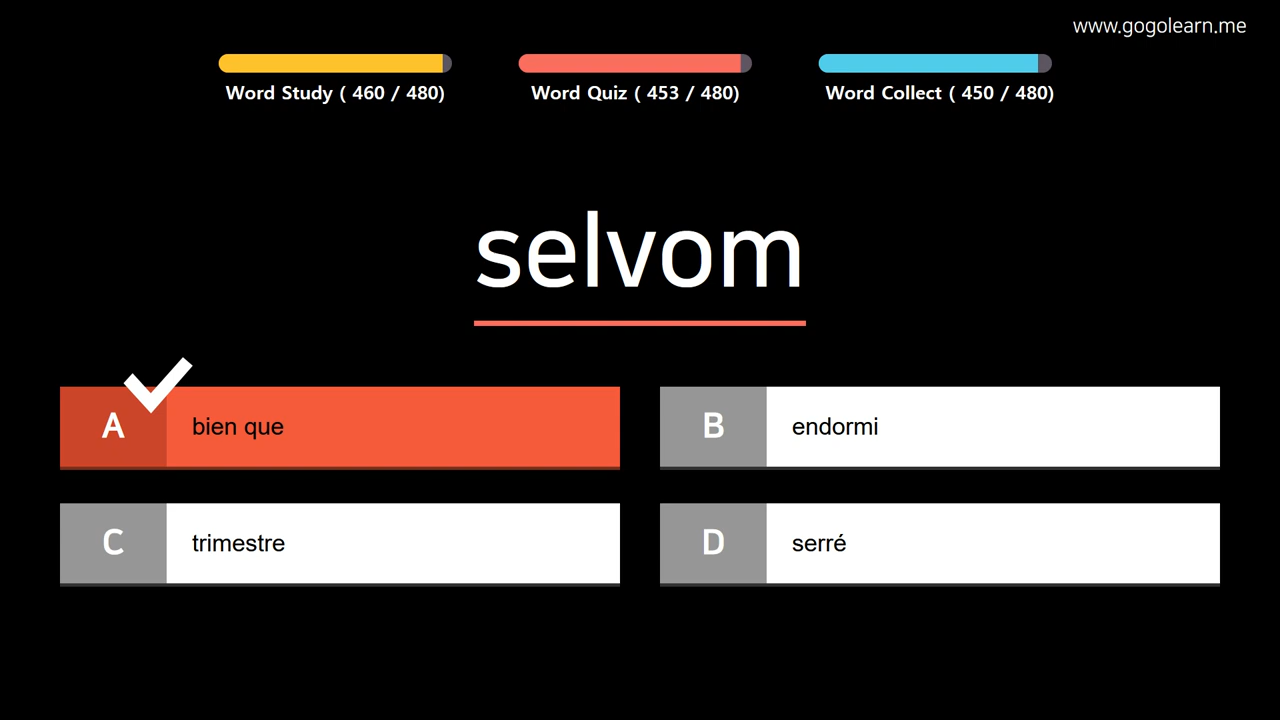 www.gogolearn.me
Word Study ( 460 / 480)
Word Quiz ( 453 / 480)
Word Collect ( 450 / 480)
selvom
A
bien que
B
endormi
C
trimestre
D
serré